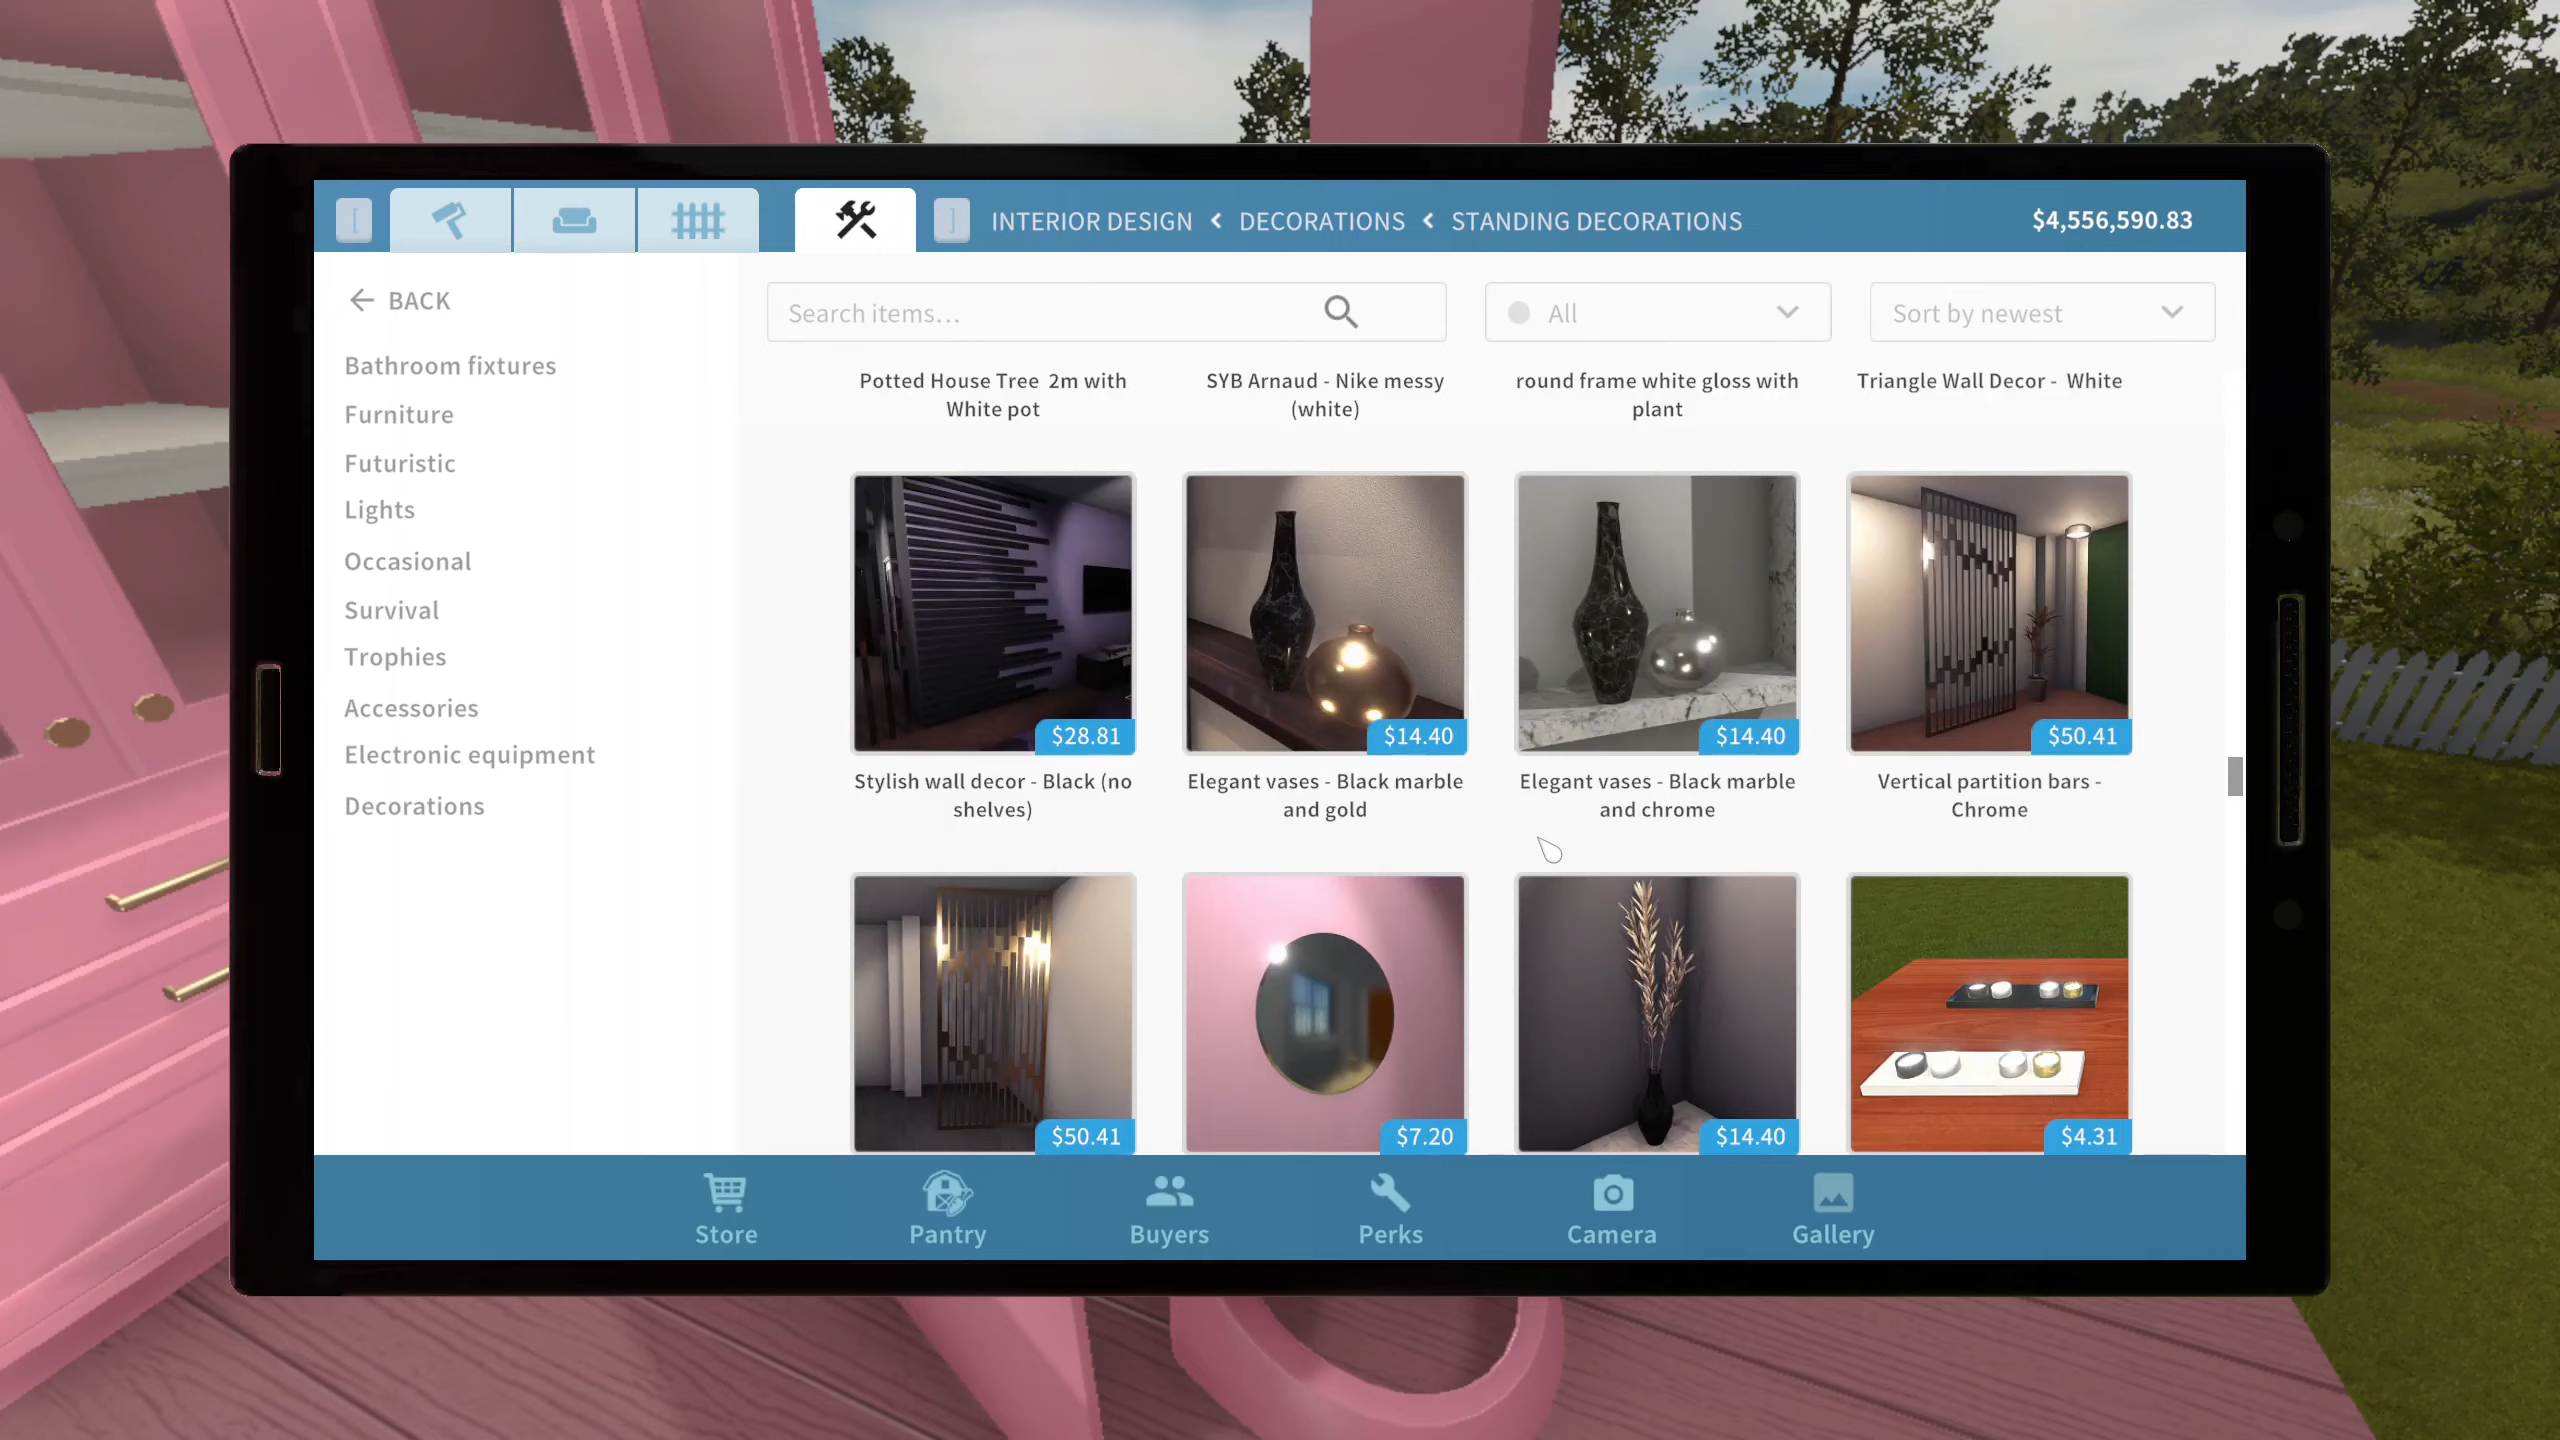 [
]
INTERIOR DESIGN < DECORATIONS < STANDING DECORATIONS
$4,556,590.83
BACK
Search items...
All
Sort by newest
Bathroom fixtures
Furniture
Futuristic
Lights
Occasional
Survival
Trophies
Accessories
Electronic equipment
Decorations
Potted House Tree 2m with
White pot
SYB Arnaud - Nike messy
(white)
round frame white gloss with
plant
Triangle Wall Decor - White
$28.81
Stylish wall decor - Black (no
shelves)
$14.40
Elegant vases - Black marble
and gold
$14.40
Elegant vases - Black marble
and chrome
$50.41
Vertical partition bars -
Chrome
$50.41
$7.20
$14.40
$4.31
Store
Pantry
Buyers
Perks
Camera
Gallery